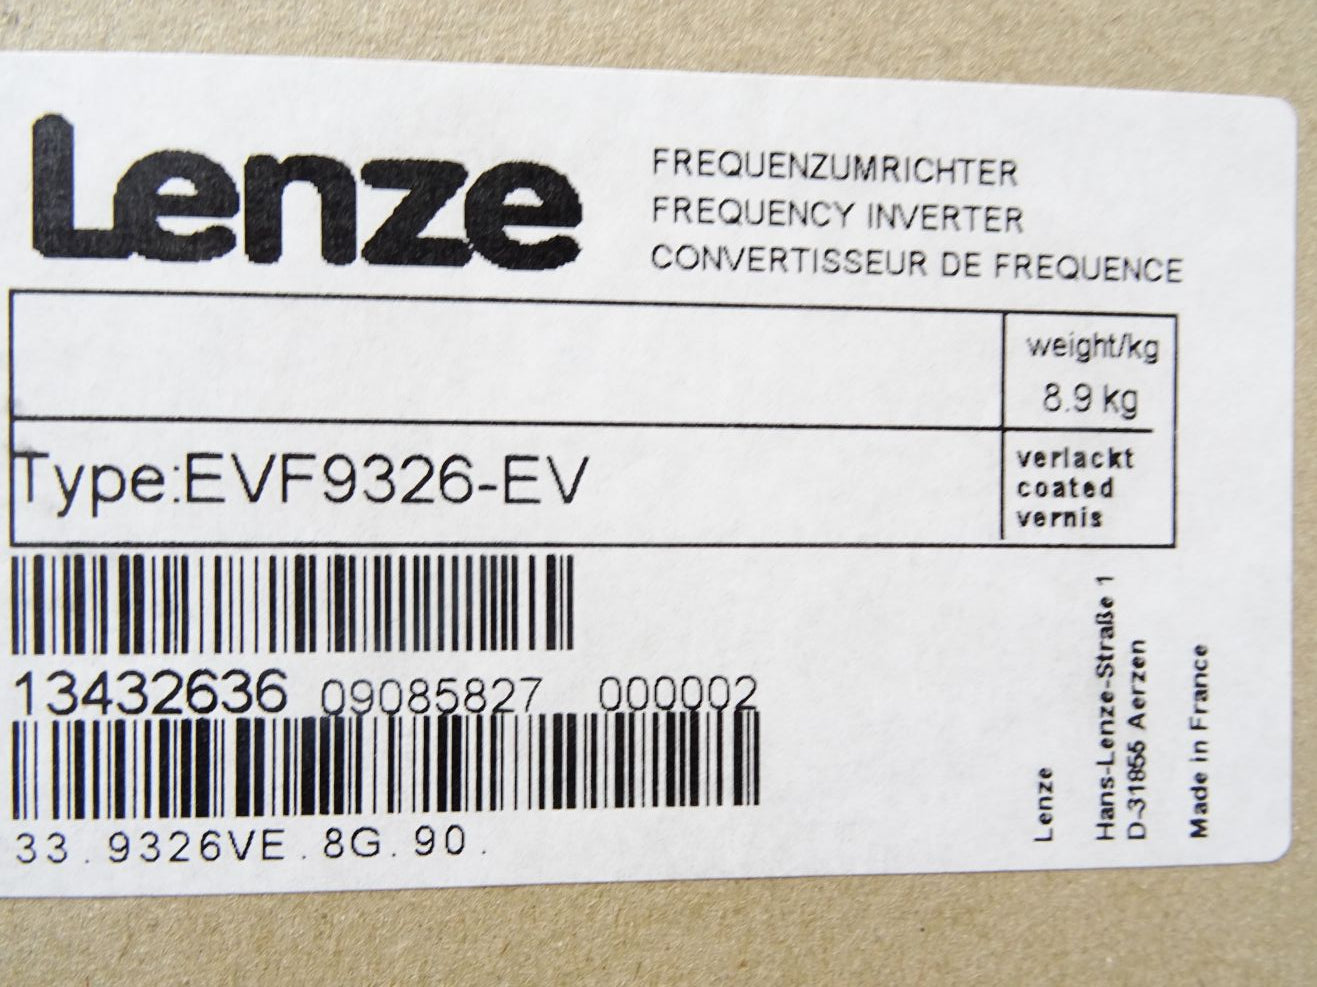 Lenze
FREQUENZUMRICHTER
FREQUENCY INVERTER
CONVERTISSEUR DE FREQUENCE
weight/kg
8.9 kg
Type:EVF9326-EV
verlackt
coated
vernis
13432636 09085827 000002
33.9326VE.8G.90.
Lenze
Hans-Lenze-Straße 1
D-31855 Aerzen
Made in France